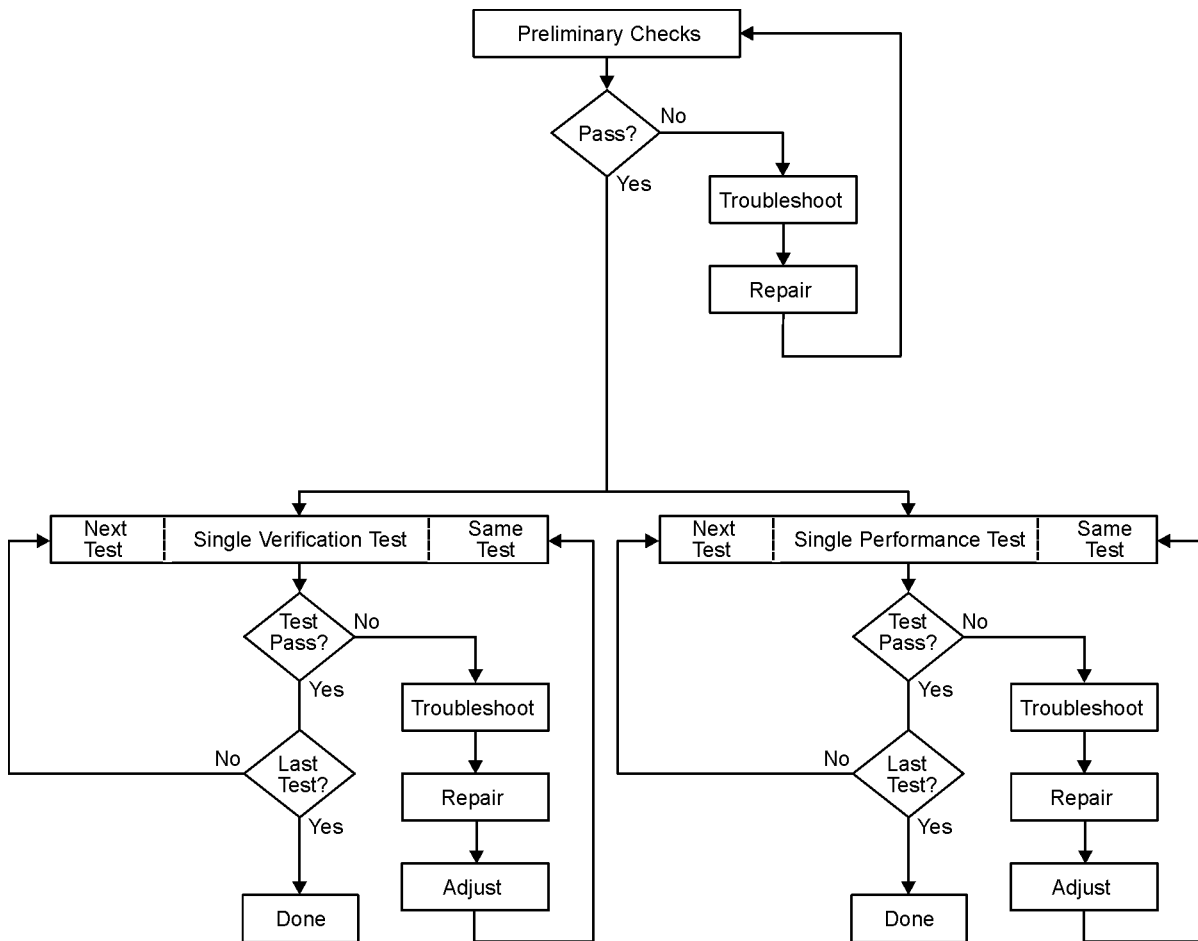 Preliminary Checks
Pass?
No
Yes
Troubleshoot
Repair
Next
Test
Single Verification Test
Same
Test
Test
Pass?
No
Yes
Troubleshoot
Last
Test?
No
Yes
Repair
Adjust
Done
Next
Test
Single Performance Test
Same
Test
Test
Pass?
No
Yes
Troubleshoot
Last
Test?
No
Yes
Repair
Adjust
Done